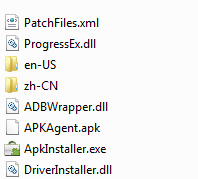 PatchFiles.xml
ProgressEx.dll
en-US
zh-CN
ADBWrapper.dll
APKAgent.apk
ApkInstaller.exe
DriverInstaller.dll